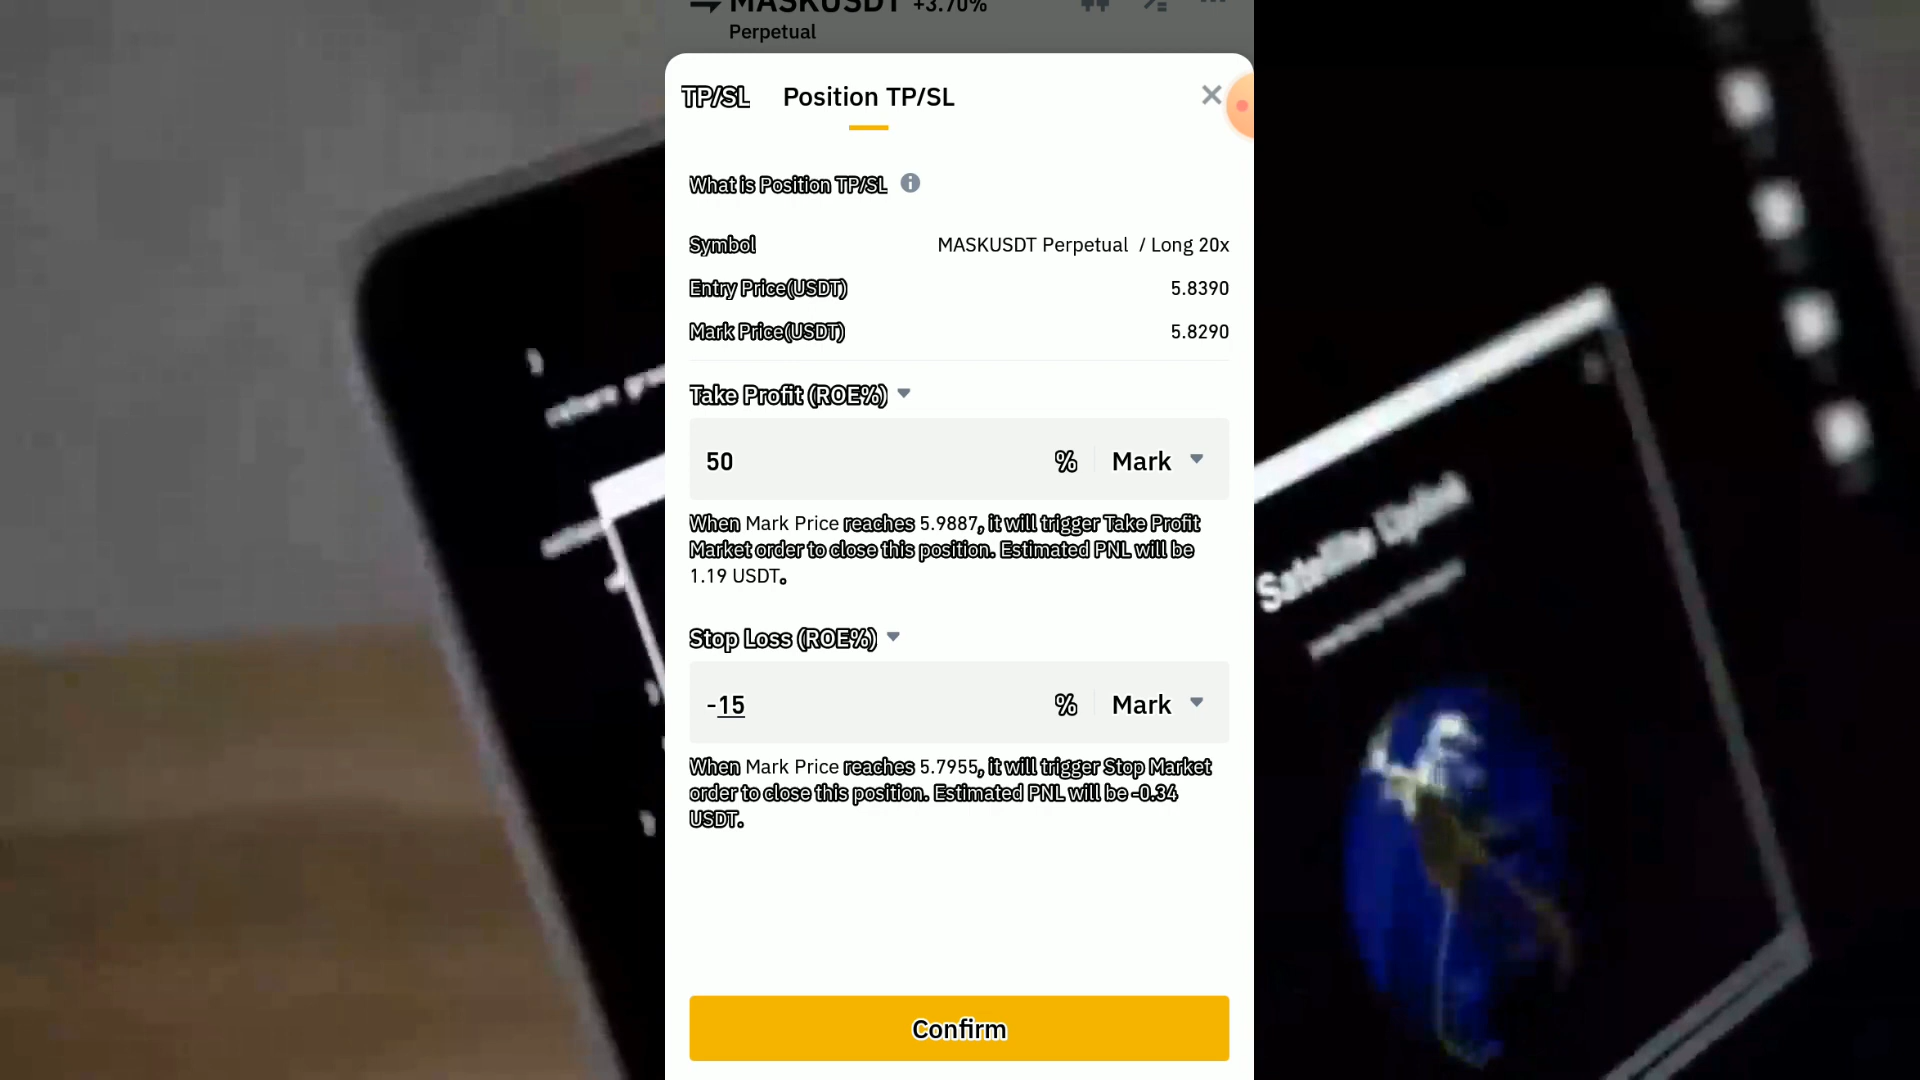 MASKUSDT +3.70%
Perpetual
TP/SL Position TP/SL
What is Position TP/SL
Symbol MASKUSDT Perpetual / Long 20x
Entry Price(USDT) 5.8390
Mark Price(USDT) 5.8290
Take Profit (ROE%)
50 % Mark
When Mark Price reaches 5.9887, it will trigger Take Profit
Market order to close this position. Estimated PNL will be
1.19 USDT.
Stop Loss (ROE%)
-15 % Mark
When Mark Price reaches 5.7955, it will trigger Stop Market
order to close this position. Estimated PNL will be -0.34
USDT.
Confirm
Satellite